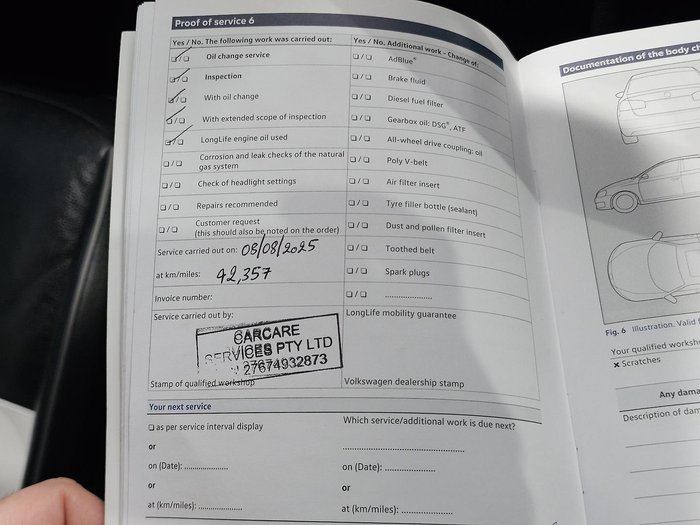 Proof of service 6
Yes / No. The following work was carried out:
☐/☐ Oil change service
☐/☐ Inspection
☐/☐ With oil change
☐/☐ With extended scope of inspection
☐/☐ LongLife engine oil used
☐/☐ Corrosion and leak checks of the natural
gas system
☐/☐ Check of headlight settings
☐/☐ Repairs recommended
☐/☐ Customer request
(this should also be noted on the order)
Service carried out on: 08/08/2025
at km/miles: 42,357
Invoice number:
Service carried out by:
CARCARE
SERVICES PTY LTD
27674932873
Stamp of qualified workshop
Yes / No. Additional work – Change of:
☐/☐ AdBlue®
☐/☐ Brake fluid
☐/☐ Diesel fuel filter
☐/☐ Gearbox oil: DSG®, ATF
☐/☐ All-wheel drive coupling: oil
☐/☐ Poly V-belt
☐/☐ Air filter insert
☐/☐ Tyre filler bottle (sealant)
☐/☐ Dust and pollen filter insert
☐/☐ Toothed belt
☐/☐ Spark plugs
☐/☐ ....................
LongLife mobility guarantee
Volkswagen dealership stamp
Your next service
☐ as per service interval display
or
on (Date): ................
or
at (km/miles): ................
Which service/additional work is due next?
........................................
on (Date): ................
or
at (km/miles): ................
Documentation of the body
Fig. 6 Illustration. Valid
Your qualified
× Scratches
Any
Description of